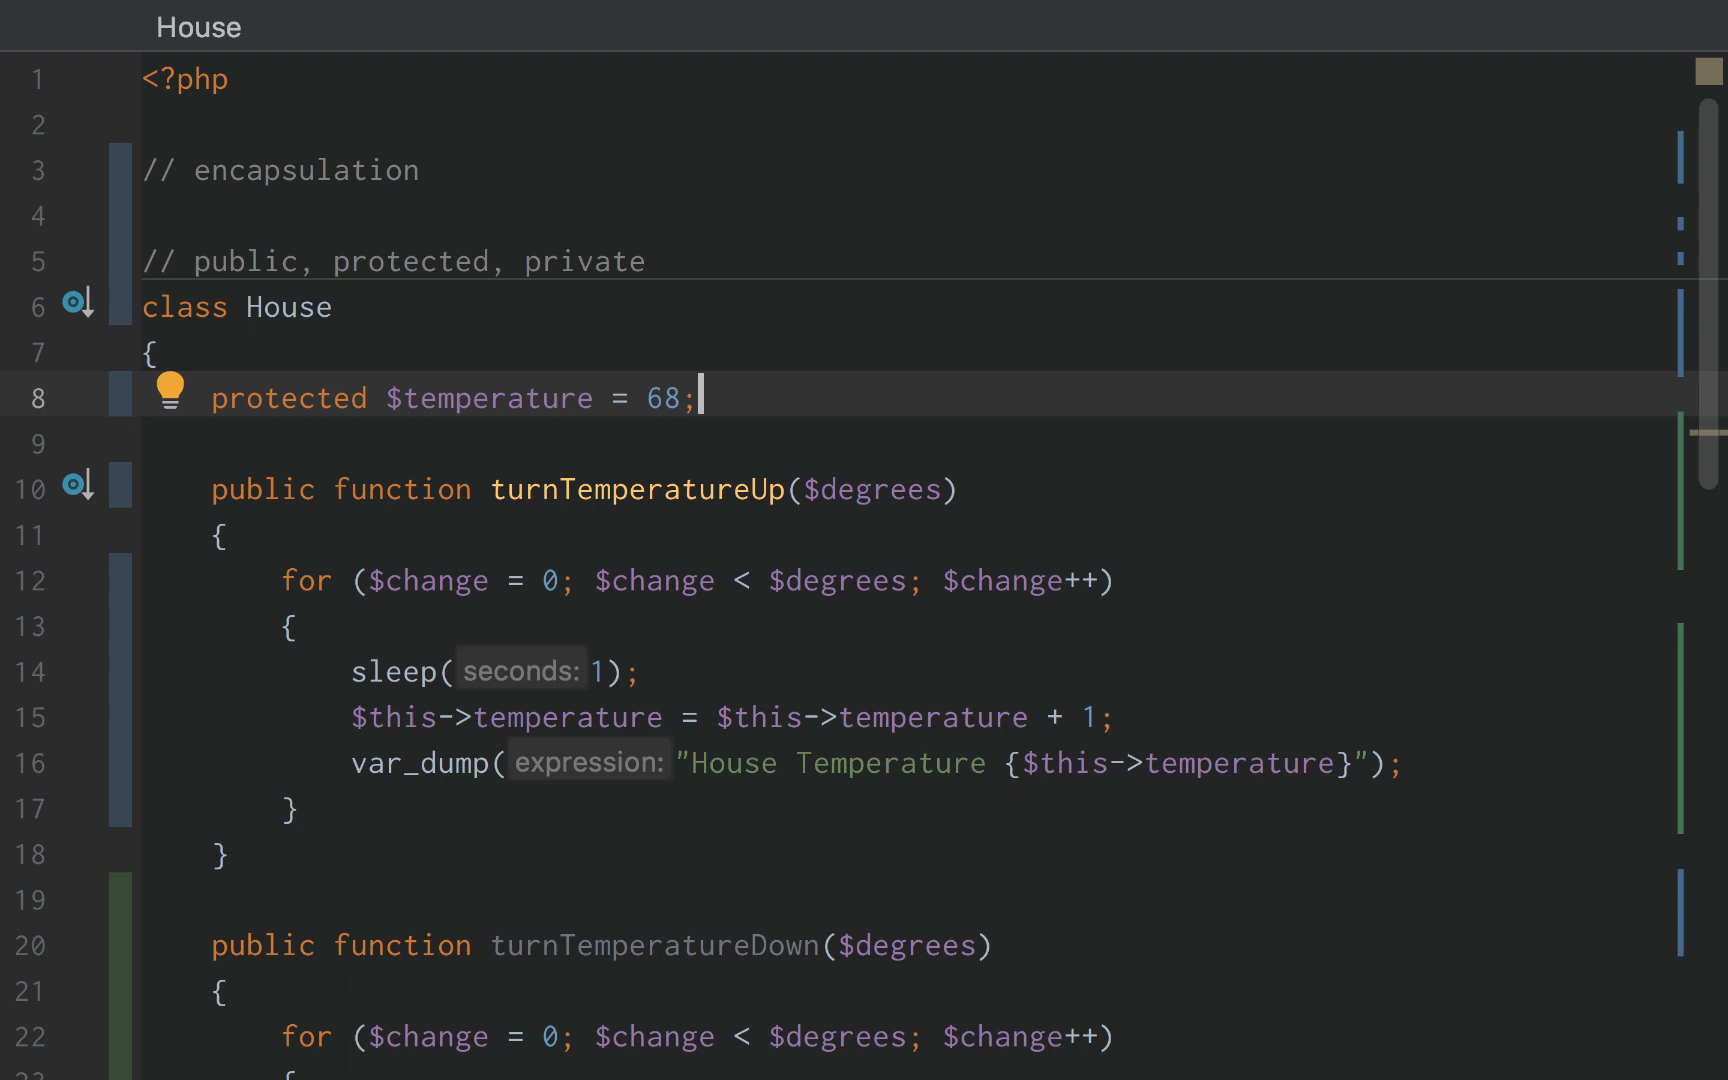 House
1 <?php
2
3 // encapsulation
4
5 // public, protected, private
6 class House
7 {
8 protected $temperature = 68;
9
10 public function turnTemperatureUp($degrees)
11 {
12 for ($change = 0; $change < $degrees; $change++)
13 {
14 sleep( seconds: 1);
15 $this->temperature = $this->temperature + 1;
16 var_dump( expression: "House Temperature {$this->temperature}");
17 }
18 }
19
20 public function turnTemperatureDown($degrees)
21 {
22 for ($change = 0; $change < $degrees; $change++)
23 {